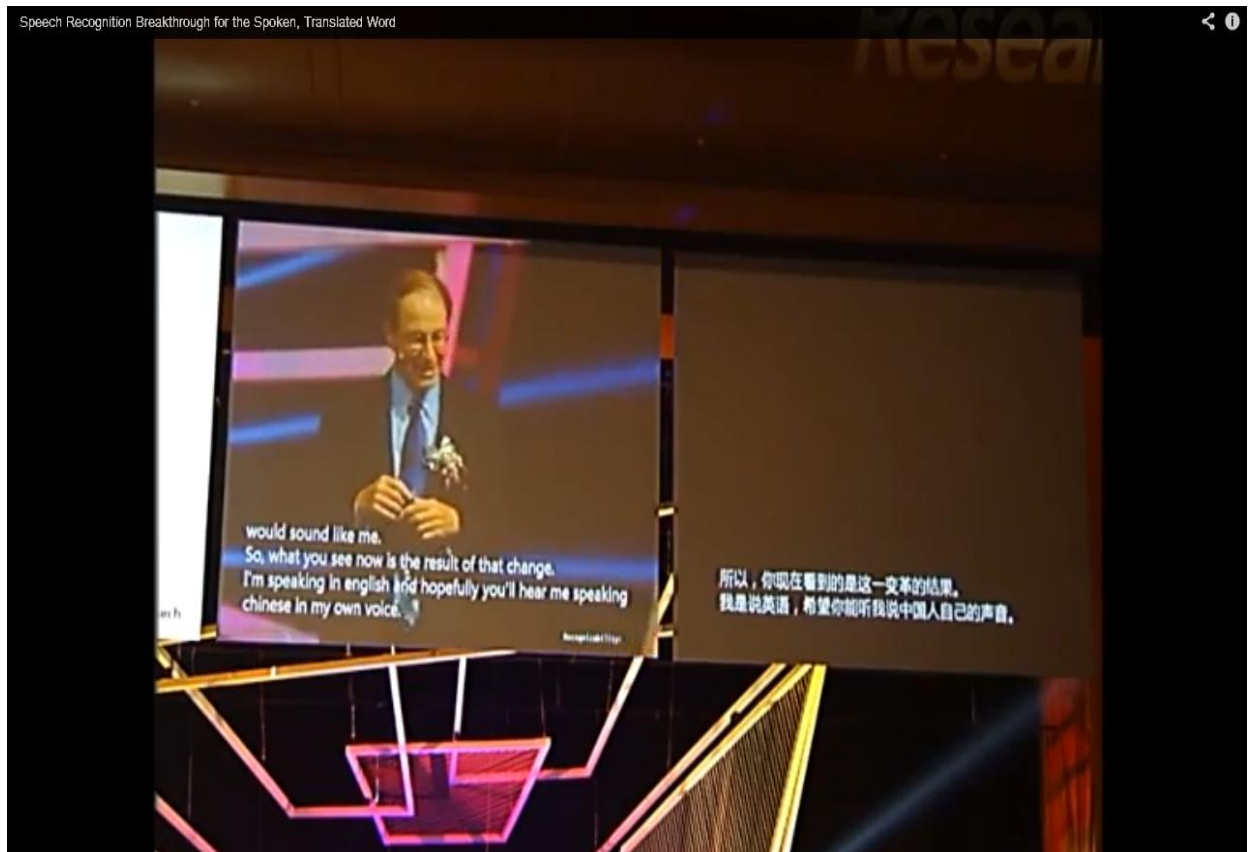 Speech Recognition Breakthrough for the Spoken, Translated Word
Resea
would sound like me.
So, what you see now is the result of that change.
I'm speaking in english and hopefully you'll hear me speaking
chinese in my own voice.
Recognizability:
所以，你现在看到的是这一变革的结果。
我是说英语，希望你能听我说中国人自己的声音。